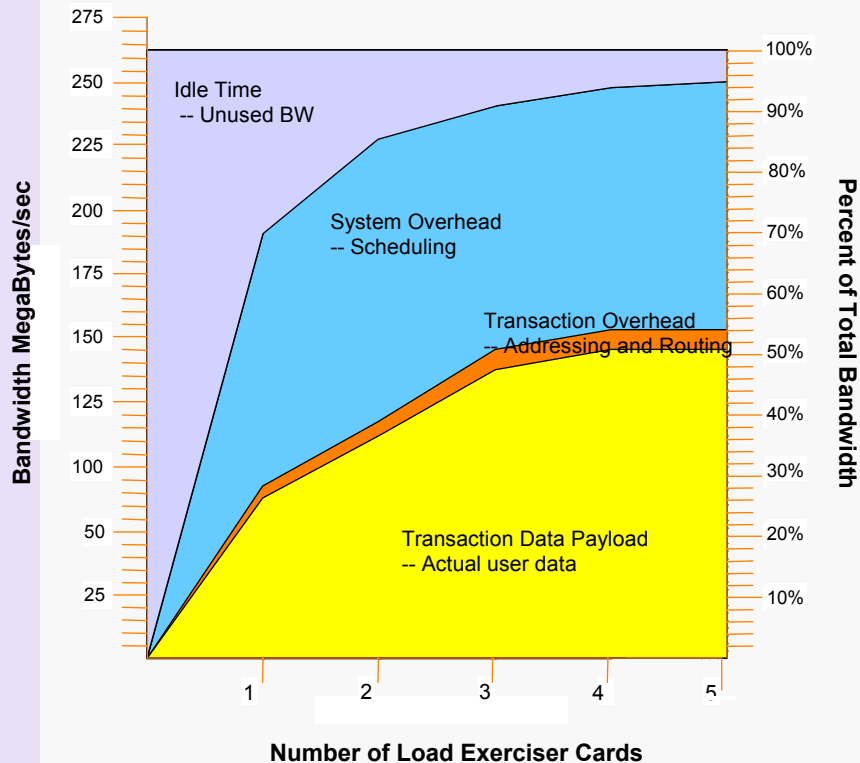 275
250
225
200
175
150
125
100
50
25
Bandwidth MegaBytes/sec
Idle Time
-- Unused BW
System Overhead
-- Scheduling
Transaction Overhead
-- Addressing and Routing
Transaction Data Payload
-- Actual user data
100%
90%
80%
70%
60%
50%
40%
30%
20%
10%
Percent of Total Bandwidth
1 2 3 4 5
Number of Load Exerciser Cards